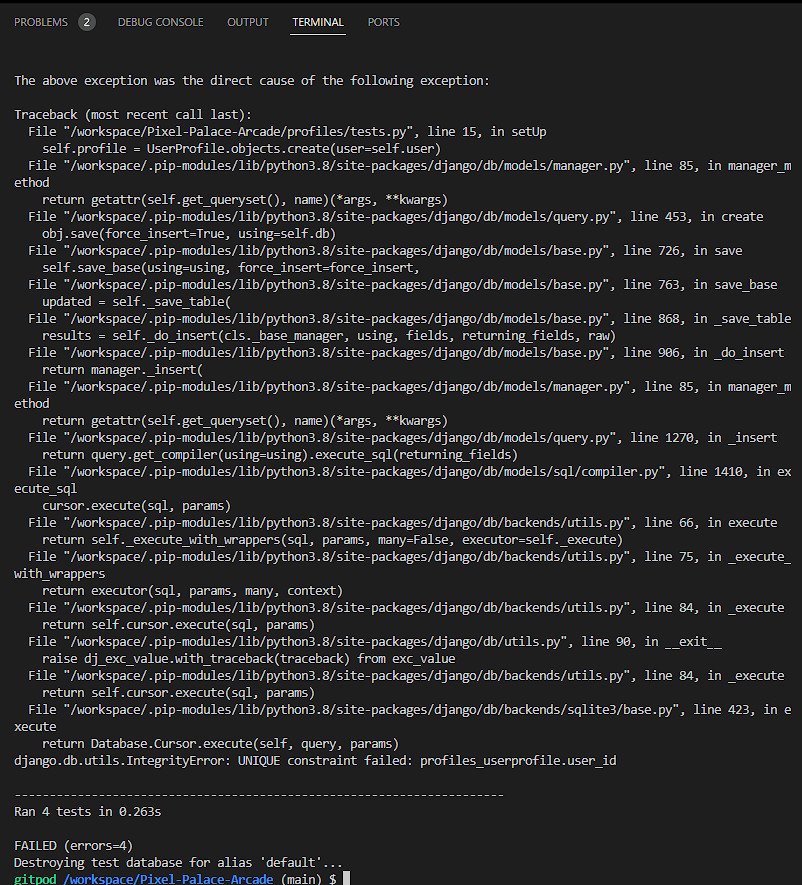 PROBLEMS 2 DEBUG CONSOLE OUTPUT TERMINAL PORTS
The above exception was the direct cause of the following exception:
Traceback (most recent call last):
  File "/workspace/Pixel-Palace-Arcade/profiles/tests.py", line 15, in setUp
    self.profile = UserProfile.objects.create(user=self.user)
  File "/workspace/.pip-modules/lib/python3.8/site-packages/django/db/models/manager.py", line 85, in manager_m
ethod
    return getattr(self.get_queryset(), name)(*args, **kwargs)
  File "/workspace/.pip-modules/lib/python3.8/site-packages/django/db/models/query.py", line 453, in create
    obj.save(force_insert=True, using=self.db)
  File "/workspace/.pip-modules/lib/python3.8/site-packages/django/db/models/base.py", line 726, in save
    self.save_base(using=using, force_insert=force_insert,
  File "/workspace/.pip-modules/lib/python3.8/site-packages/django/db/models/base.py", line 763, in save_base
    updated = self._save_table(
  File "/workspace/.pip-modules/lib/python3.8/site-packages/django/db/models/base.py", line 868, in _save_table
    results = self._do_insert(cls._base_manager, using, fields, returning_fields, raw)
  File "/workspace/.pip-modules/lib/python3.8/site-packages/django/db/models/base.py", line 906, in _do_insert
    return manager._insert(
  File "/workspace/.pip-modules/lib/python3.8/site-packages/django/db/models/manager.py", line 85, in manager_m
ethod
    return getattr(self.get_queryset(), name)(*args, **kwargs)
  File "/workspace/.pip-modules/lib/python3.8/site-packages/django/db/models/query.py", line 1270, in _insert
    return query.get_compiler(using=using).execute_sql(returning_fields)
  File "/workspace/.pip-modules/lib/python3.8/site-packages/django/db/models/sql/compiler.py", line 1410, in ex
ecute_sql
    cursor.execute(sql, params)
  File "/workspace/.pip-modules/lib/python3.8/site-packages/django/db/backends/utils.py", line 66, in execute
    return self._execute_with_wrappers(sql, params, many=False, executor=self._execute)
  File "/workspace/.pip-modules/lib/python3.8/site-packages/django/db/backends/utils.py", line 75, in _execute_
with_wrappers
    return executor(sql, params, many, context)
  File "/workspace/.pip-modules/lib/python3.8/site-packages/django/db/backends/utils.py", line 84, in _execute
    return self.cursor.execute(sql, params)
  File "/workspace/.pip-modules/lib/python3.8/site-packages/django/db/utils.py", line 90, in __exit__
    raise dj_exc_value.with_traceback(traceback) from exc_value
  File "/workspace/.pip-modules/lib/python3.8/site-packages/django/db/backends/utils.py", line 84, in _execute
    return self.cursor.execute(sql, params)
  File "/workspace/.pip-modules/lib/python3.8/site-packages/django/db/backends/sqlite3/base.py", line 423, in e
xecute
    return Database.Cursor.execute(self, query, params)
django.db.utils.IntegrityError: UNIQUE constraint failed: profiles_userprofile.user_id
----------------------------------------------------------------------
Ran 4 tests in 0.263s
FAILED (errors=4)
Destroying test database for alias 'default'...
gitpod /workspace/Pixel-Palace-Arcade (main) $